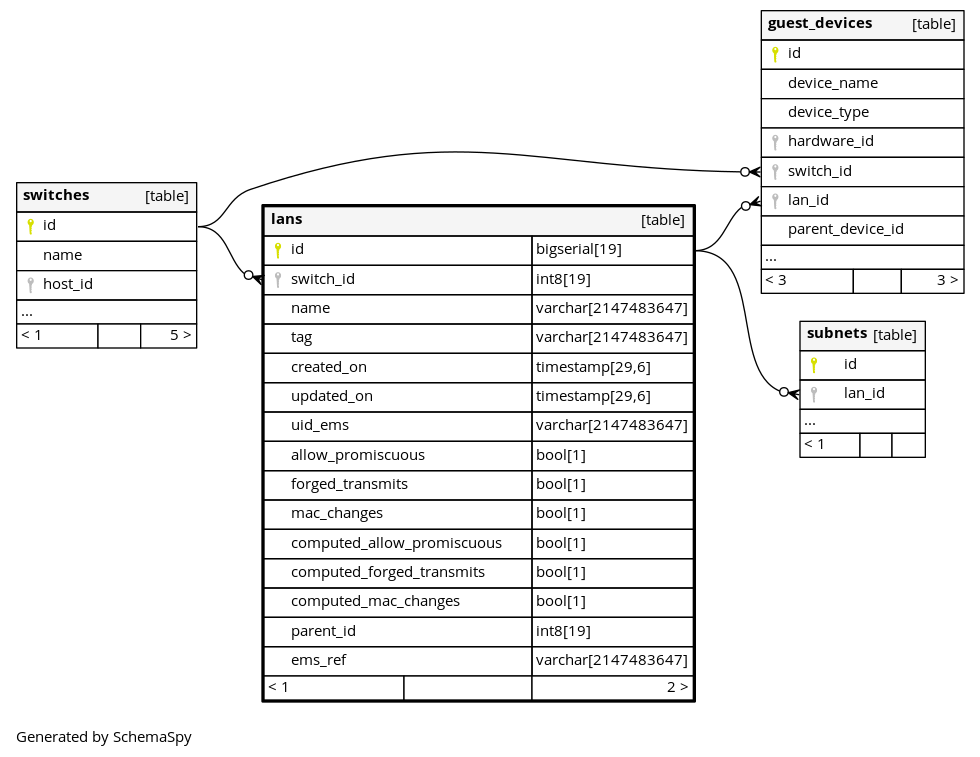 guest_devices [table]
id
device_name
device_type
hardware_id
switch_id
lan_id
parent_device_id
...
< 3 3 >
switches [table]
id
name
host_id
...
< 1 5 >
lans [table]
id bigserial[19]
switch_id int8[19]
name varchar[2147483647]
tag varchar[2147483647]
created_on timestamp[29,6]
updated_on timestamp[29,6]
uid_ems varchar[2147483647]
allow_promiscuous bool[1]
forged_transmits bool[1]
mac_changes bool[1]
computed_allow_promiscuous bool[1]
computed_forged_transmits bool[1]
computed_mac_changes bool[1]
parent_id int8[19]
ems_ref varchar[2147483647]
< 1 2 >
subnets [table]
id
lan_id
...
< 1
Generated by SchemaSpy